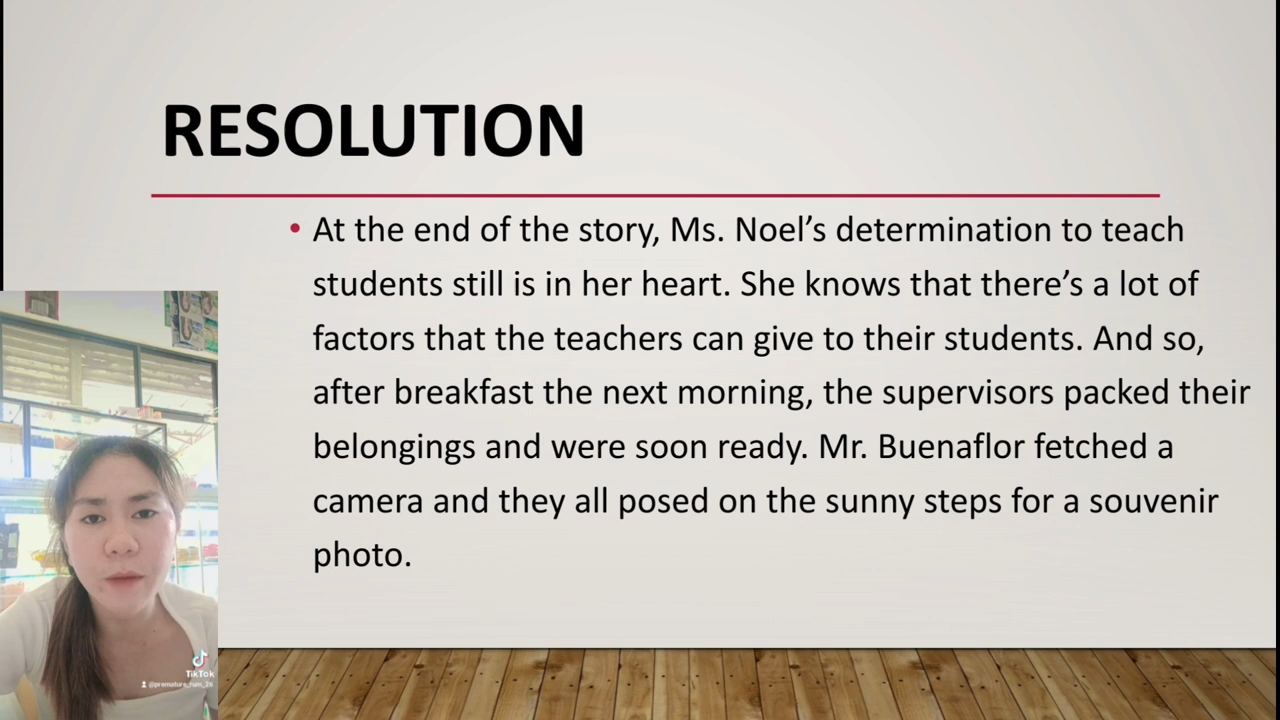 RESOLUTION
• At the end of the story, Ms. Noel’s determination to teach
students still is in her heart. She knows that there’s a lot of
factors that the teachers can give to their students. And so,
after breakfast the next morning, the supervisors packed their
belongings and were soon ready. Mr. Buenaflor fetched a
camera and they all posed on the sunny steps for a souvenir
photo.
TikTok